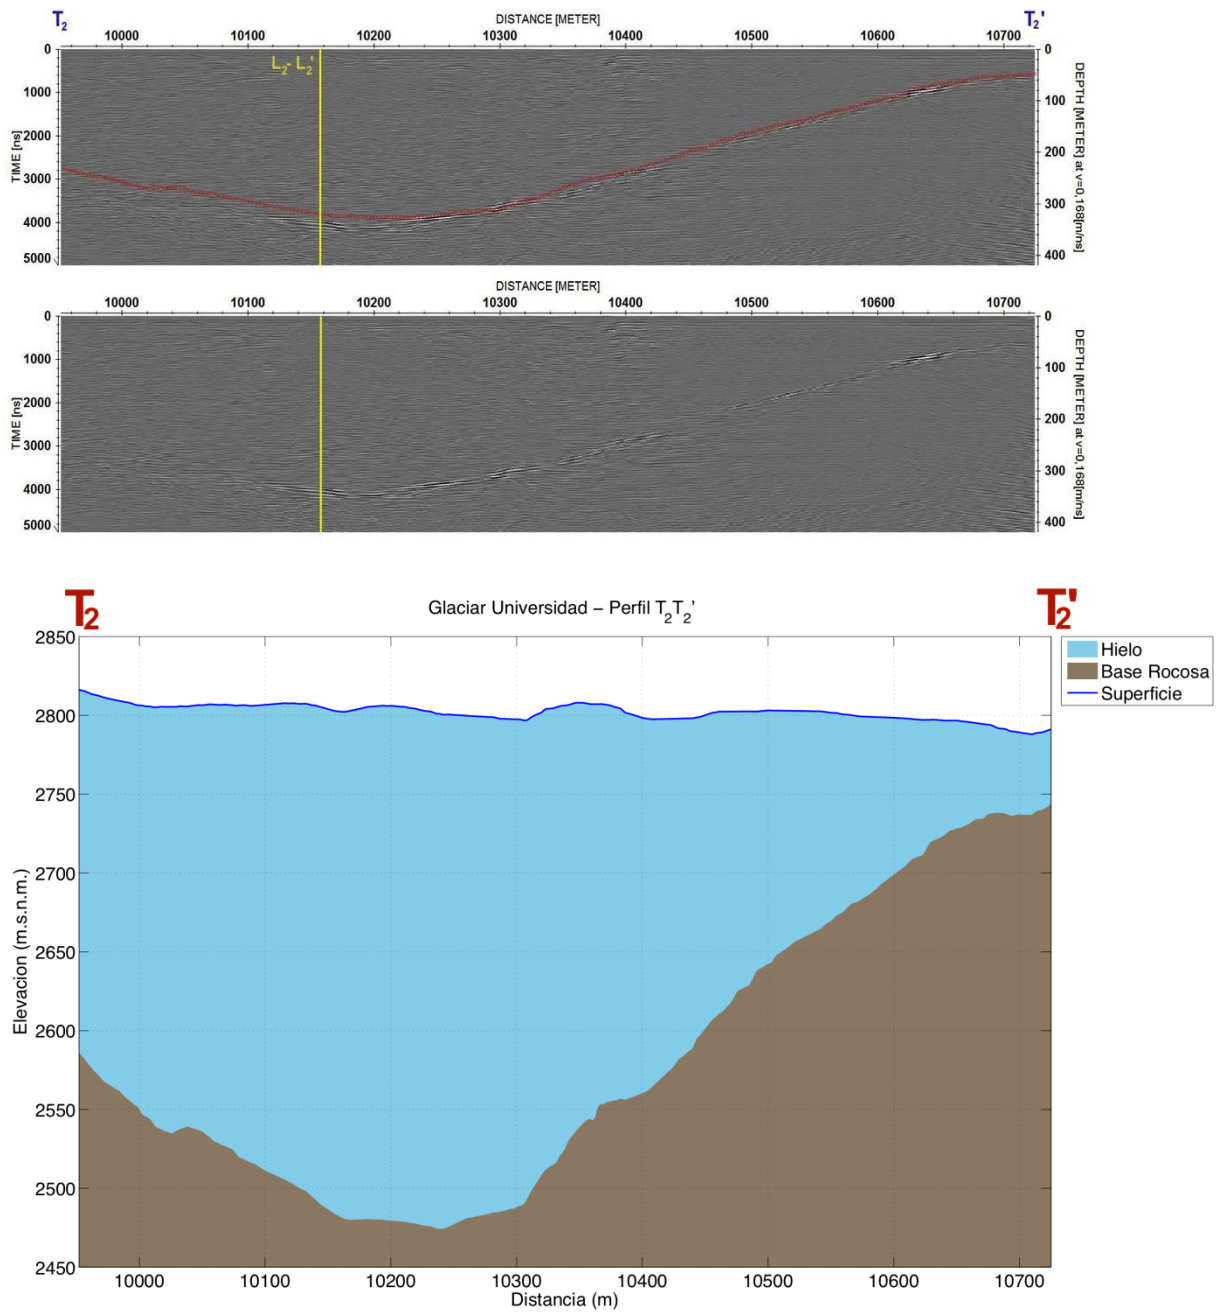 T2 DISTANCE [METER] T2'
10000 10100 10200 10300 10400 10500 10600 10700
L2- L2'
TIME [ns]
0
1000
2000
3000
4000
5000
0
100
200
300
400
DEPTH [METER] at v=0,168[m/ns]
DISTANCE [METER]
10000 10100 10200 10300 10400 10500 10600 10700
TIME [ns]
0
1000
2000
3000
4000
5000
0
100
200
300
400
DEPTH [METER] at v=0,168[m/ns]
T2 Glaciar Universidad – Perfil T2T2' T2'
Elevacion (m.s.n.m.)
2850
2800
2750
2700
2650
2600
2550
2500
2450
Hielo
Base Rocosa
Superficie
10000 10100 10200 10300 10400 10500 10600 10700
Distancia (m)